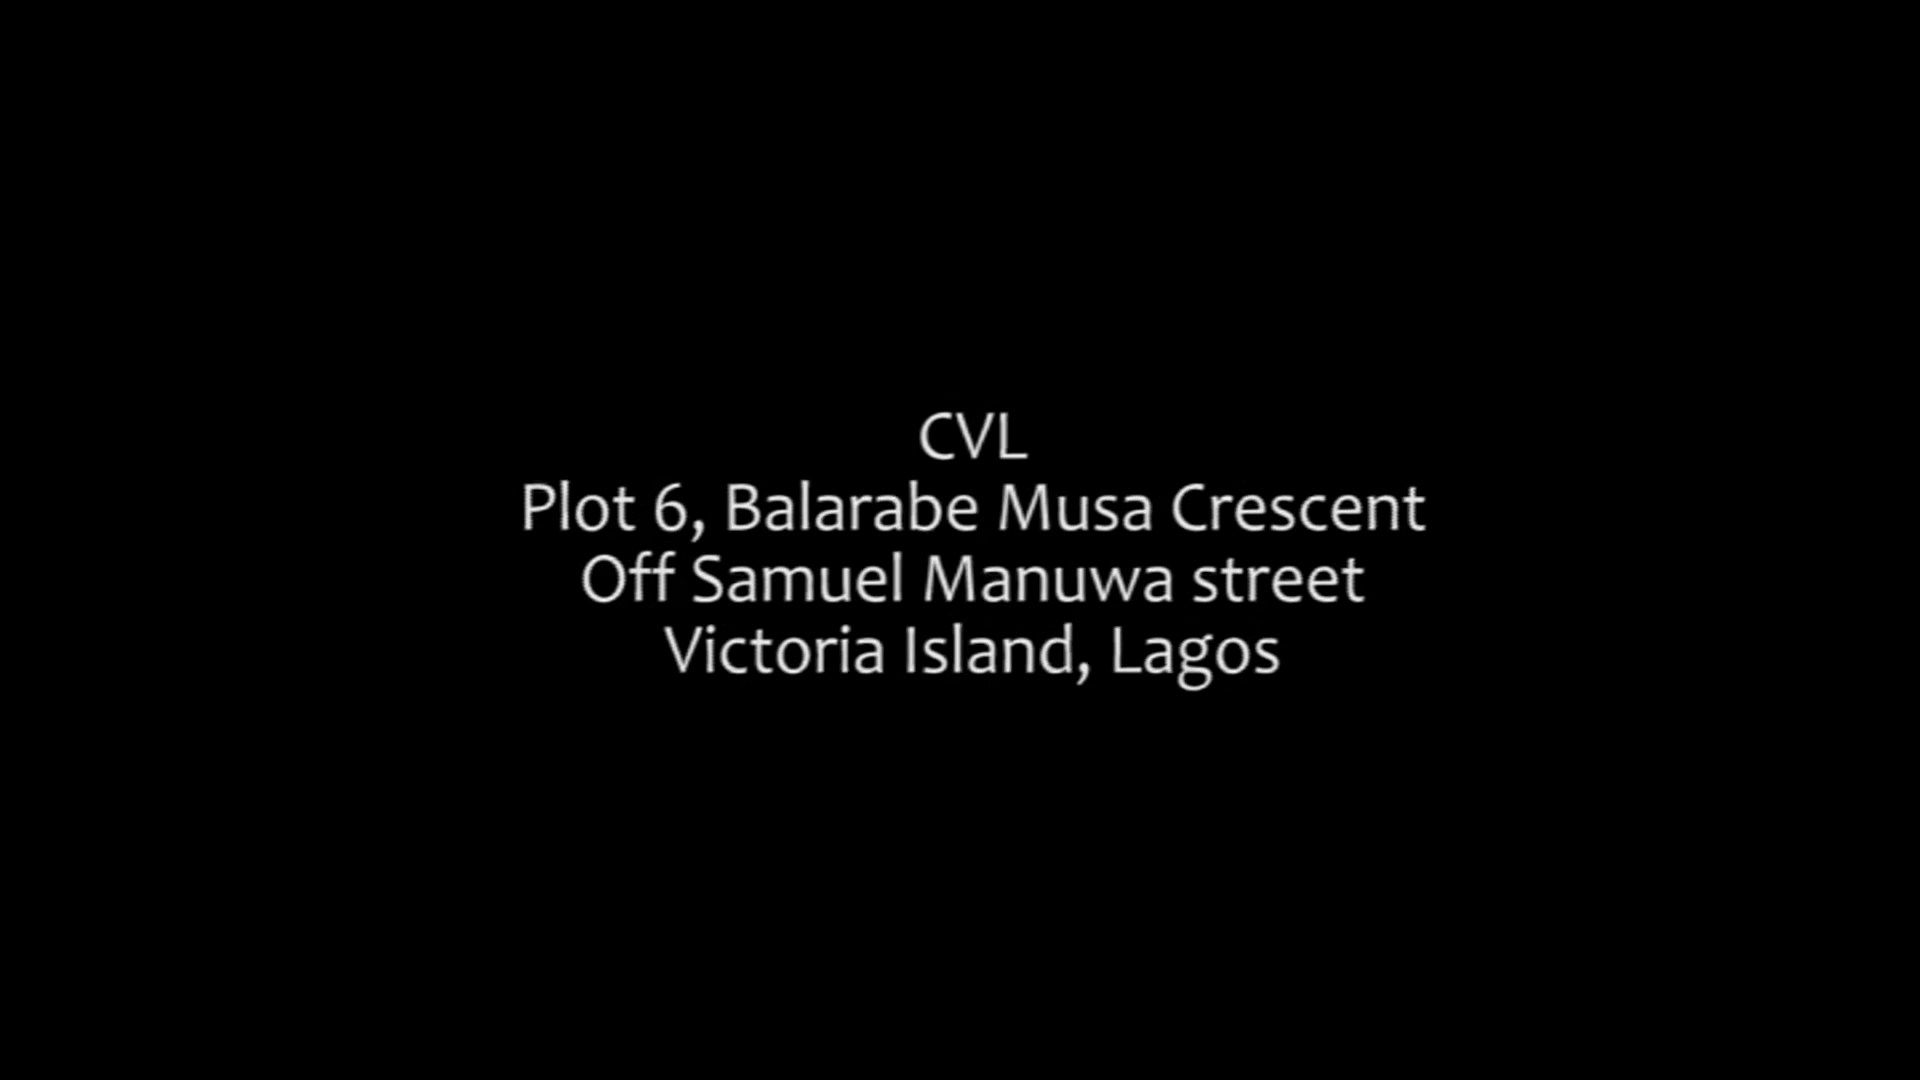 CVL
Plot 6, Balarabe Musa Crescent
Off Samuel Manuwa street
Victoria Island, Lagos